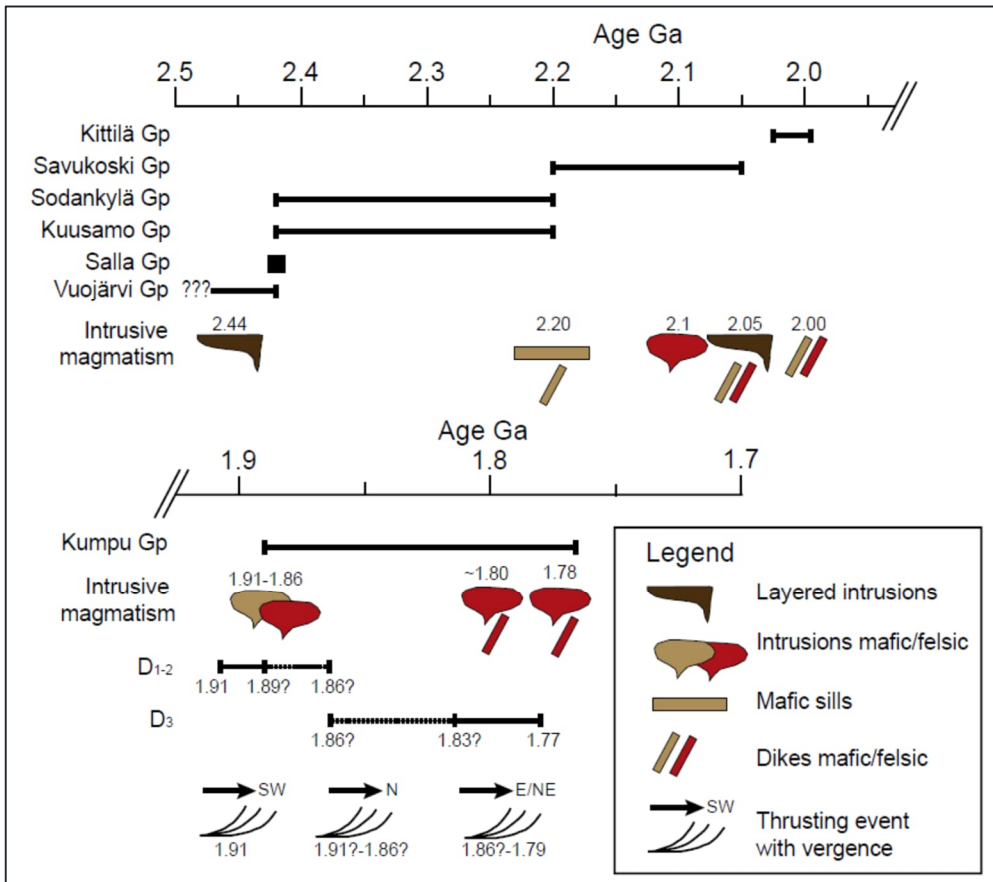 Age Ga
2.5 2.4 2.3 2.2 2.1 2.0
Kittilä Gp
Savukoski Gp
Sodankylä Gp
Kuusamo Gp
Salla Gp
???
Vuojärvi Gp
Intrusive
magmatism
2.44 2.20 2.1 2.05 2.00
Age Ga
1.9 1.8 1.7
Kumpu Gp
Intrusive
magmatism
1.91-1.86 ~1.80 1.78
D1-2
1.91 1.89? 1.86?
D3
1.86? 1.83? 1.77
SW N E/NE
1.91 1.91?-1.86? 1.86?-1.79
Legend
Layered intrusions
Intrusions mafic/felsic
Mafic sills
Dikes mafic/felsic
SW
Thrusting event
with vergence